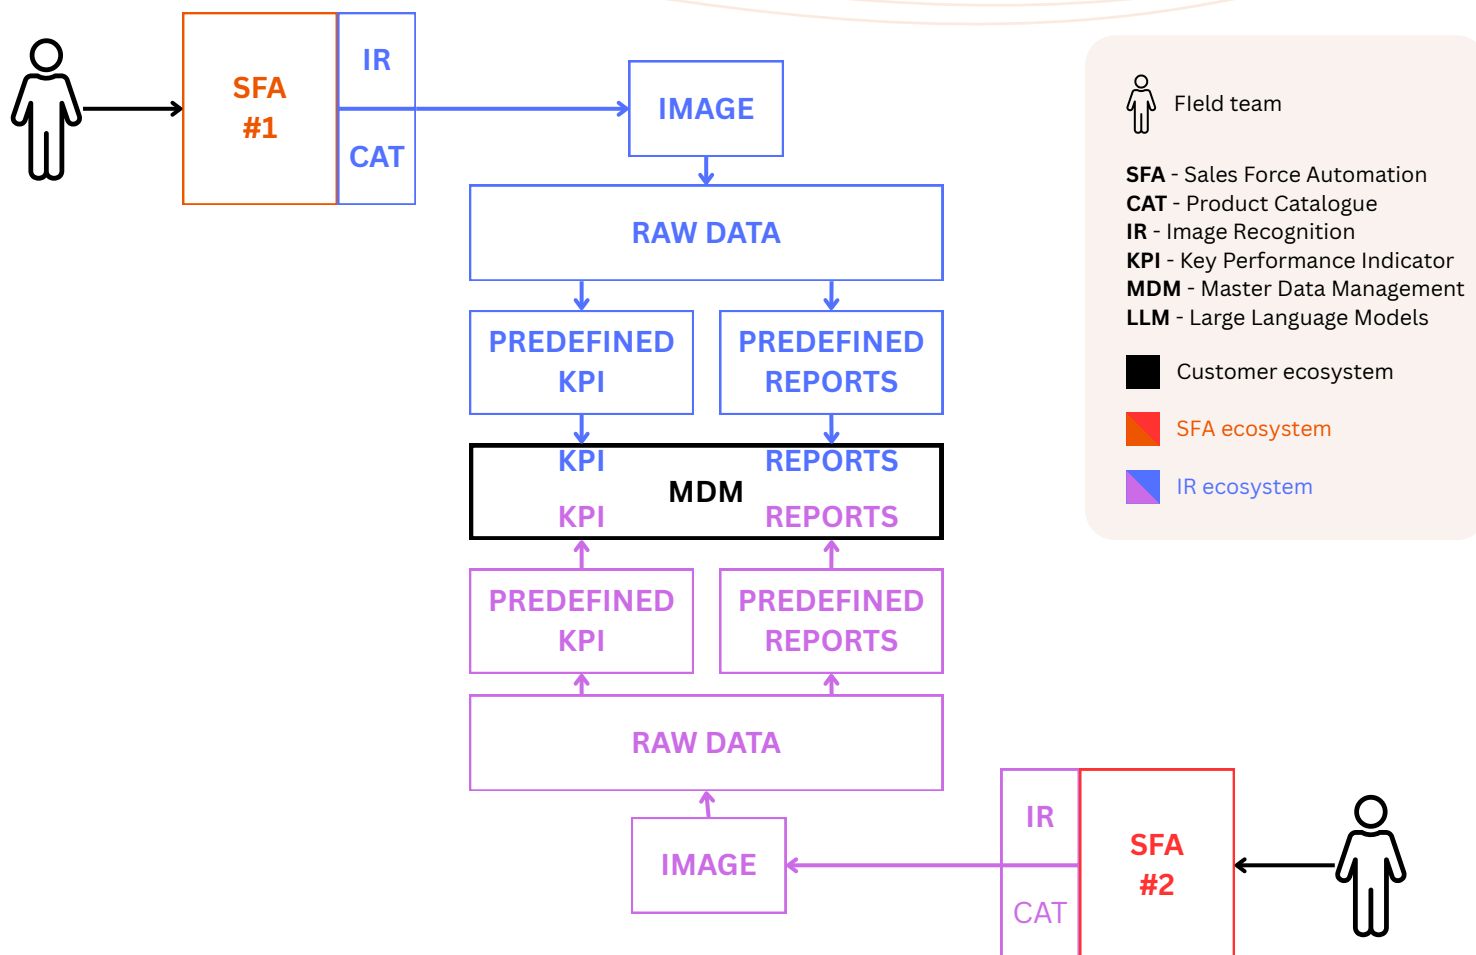 SFA
#1
IR
CAT
IMAGE
RAW DATA
PREDEFINED
KPI
PREDEFINED
REPORTS
KPI
REPORTS
MDM
KPI
REPORTS
PREDEFINED
KPI
PREDEFINED
REPORTS
RAW DATA
IMAGE
IR
CAT
SFA
#2
FIeld team
SFA - Sales Force Automation
CAT - Product Catalogue
IR - Image Recognition
KPI - Key Performance Indicator
MDM - Master Data Management
LLM - Large Language Models
Customer ecosystem
SFA ecosystem
IR ecosystem